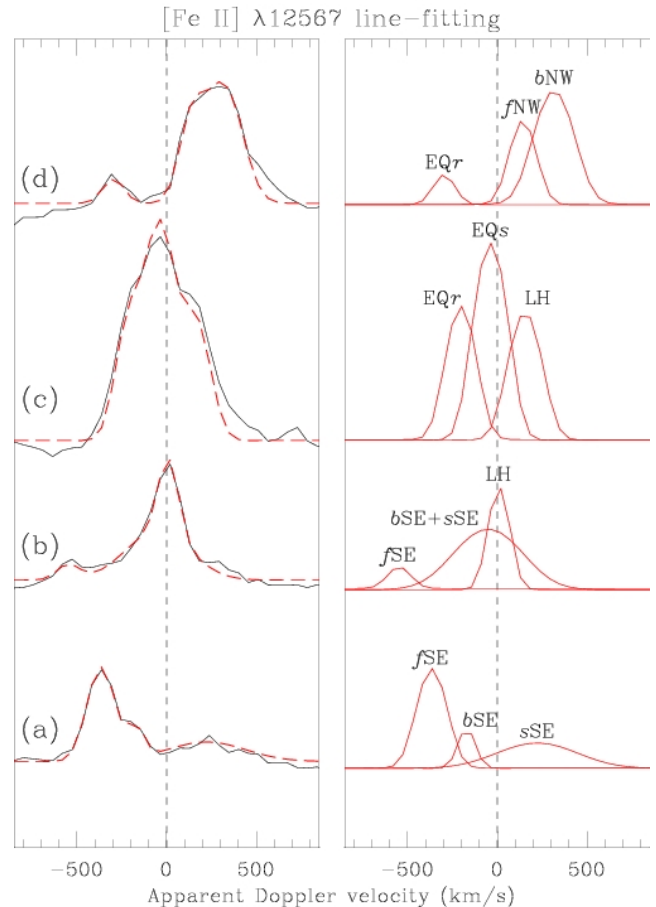 [Fe II] λ12567 line-fitting
(d)
EQr
fNW
bNW
(c)
EQr
EQs
LH
(b)
fSE
bSE+sSE
LH
(a)
fSE
bSE
sSE
-500 0 500 -500 0 500
Apparent Doppler velocity (km/s)